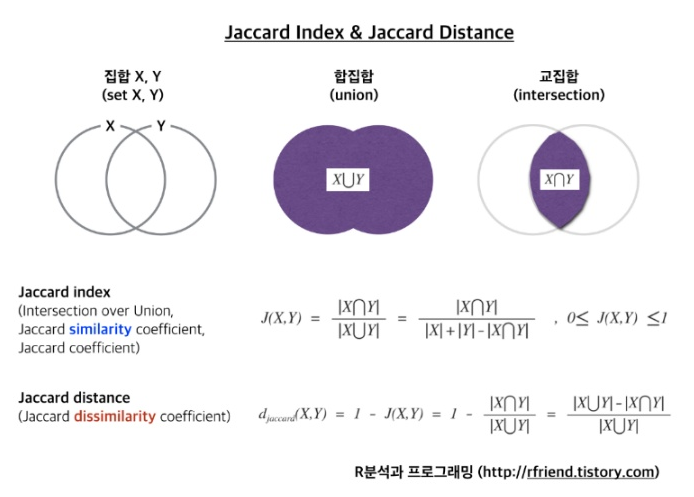 Jaccard Index & Jaccard Distance
집합 X, Y
(set X, Y)
합집합
(union)
교집합
(intersection)
X Y
X⋃Y
X⋂Y
Jaccard index
(Intersection over Union,
Jaccard similarity coefficient,
Jaccard coefficient)
J(X,Y) = |X⋂Y| / |X⋃Y| = |X⋂Y| / |X|+|Y|-|X⋂Y| , 0≤ J(X,Y) ≤1
Jaccard distance
(Jaccard dissimilarity coefficient)
d_jaccard(X,Y) = 1 - J(X,Y) = 1 - |X⋂Y| / |X⋃Y| = |X⋃Y|-|X⋂Y| / |X⋃Y|
R분석과 프로그래밍 (http://rfriend.tistory.com)